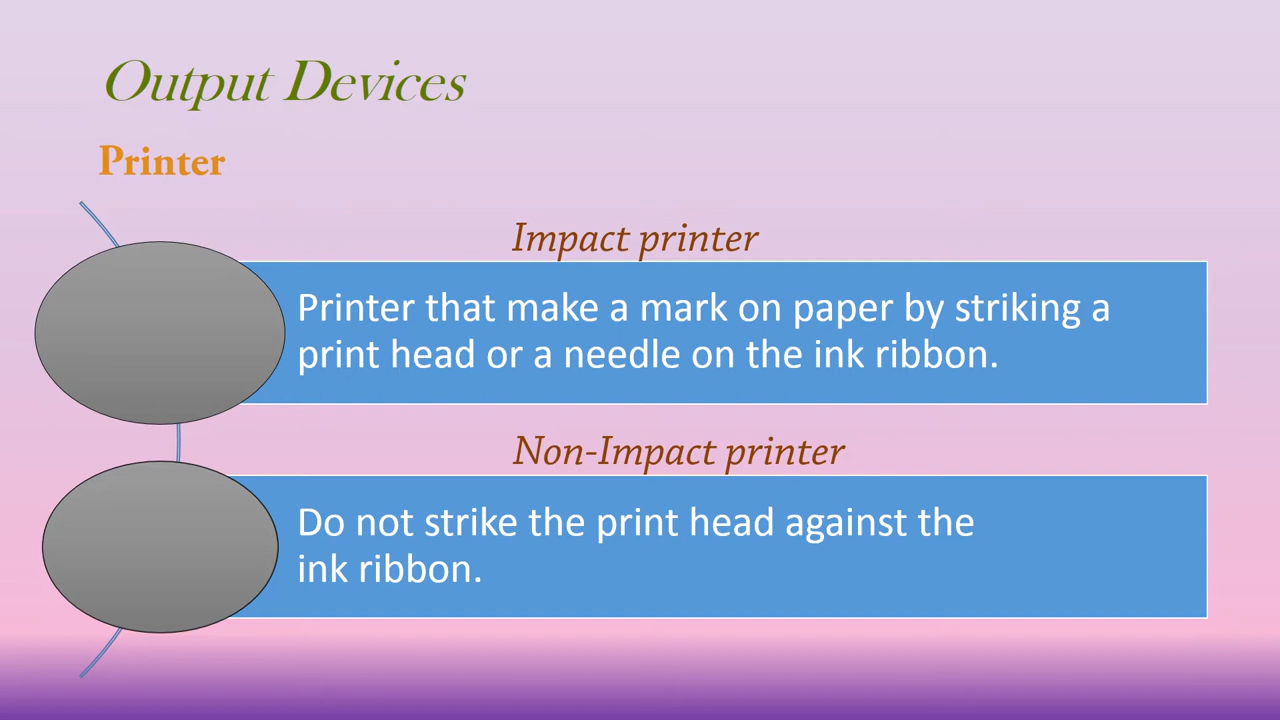 Output Devices
Printer
Impact printer
Printer that make a mark on paper by striking a
print head or a needle on the ink ribbon.
Non-Impact printer
Do not strike the print head against the
ink ribbon.